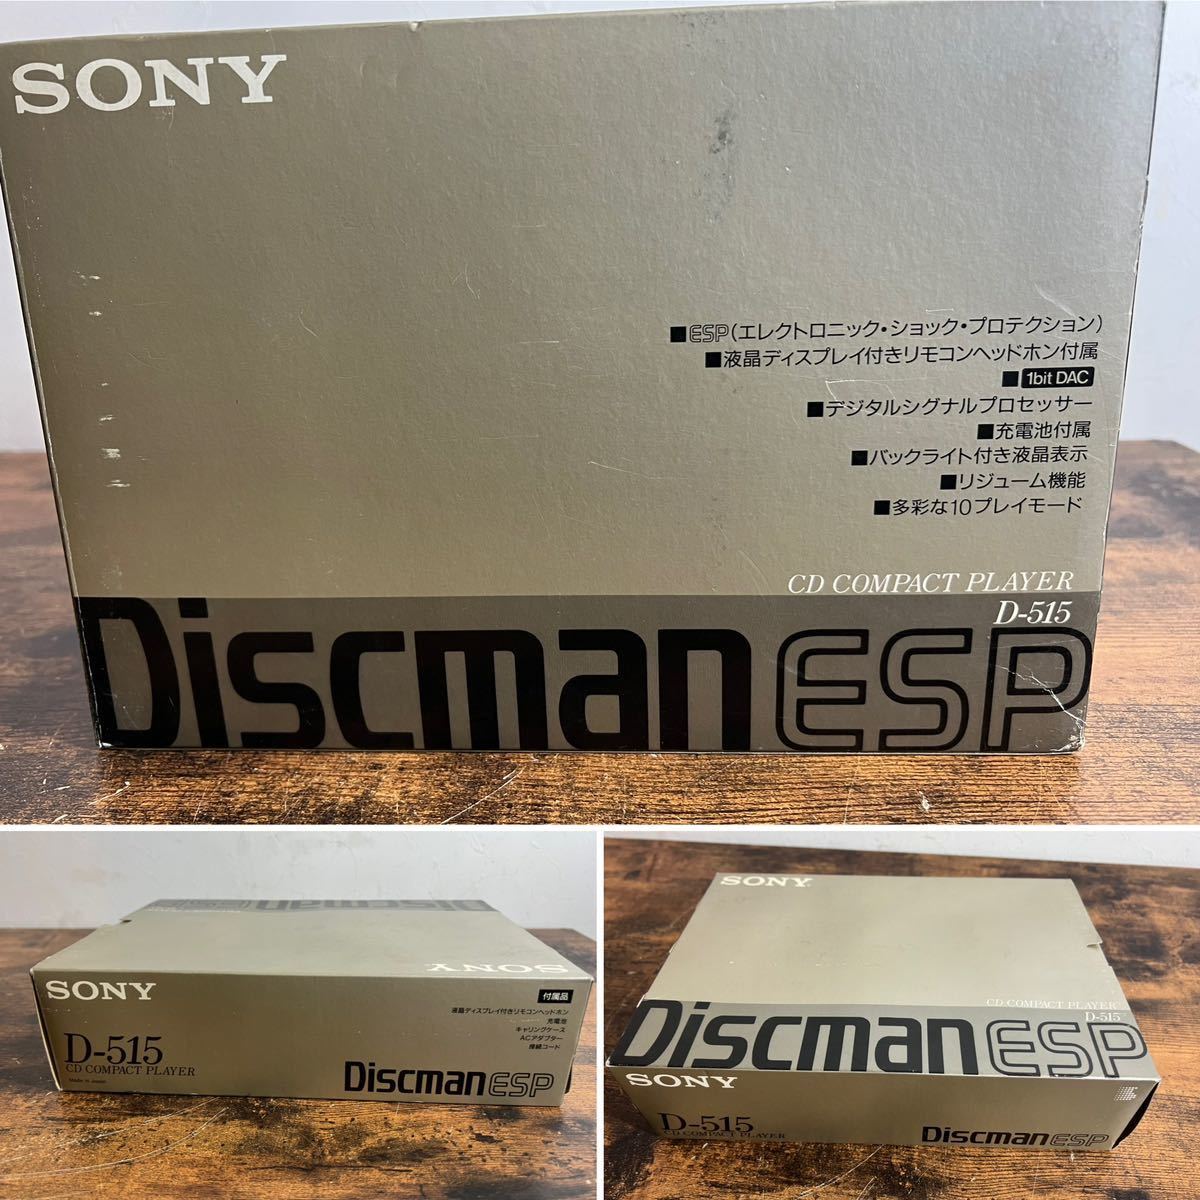 SONY
■ESP(エレクトロニック・ショック・プロテクション)
■液晶ディスプレイ付きリモコンヘッドホン付属
■1bit DAC
■デジタルシグナルプロセッサー
■充電池付属
■バックライト付き液晶表示
■リジューム機能
■多彩な10プレイモード
CD COMPACT PLAYER
D-515
Discman ESP
Discman ESP
SONY
SONY
D-515
CD COMPACT PLAYER
Made in Japan
付属品
液晶ディスプレイ付きリモコンヘッドホン
充電池
キャリングケース
ACアダプター
接続コード
Discman ESP
SONY
CD COMPACT PLAYER
D-515
Discman ESP
SONY
D-515
CD COMPACT PLAYER
Discman ESP